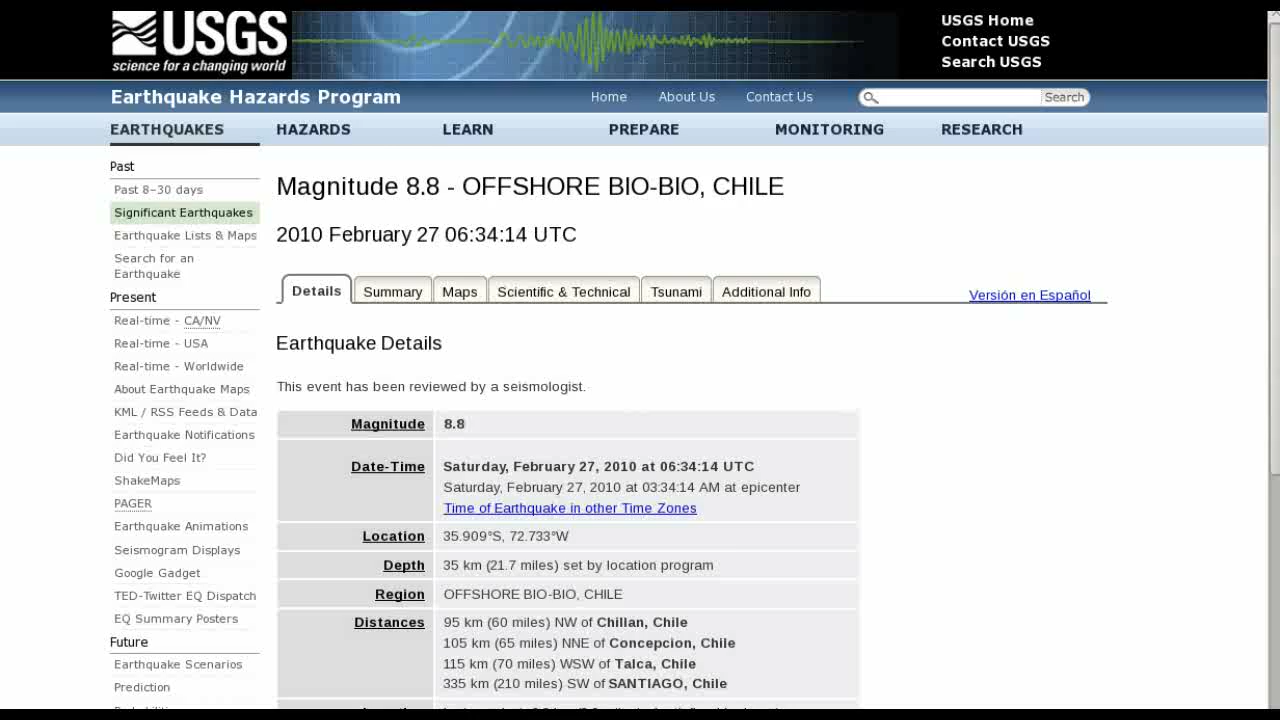 USGS
science for a changing world
USGS Home
Contact USGS
Search USGS
Earthquake Hazards Program
Home
About Us
Contact Us
Search
EARTHQUAKES
HAZARDS
LEARN
PREPARE
MONITORING
RESEARCH
Past
Past 8–30 days
Significant Earthquakes
Earthquake Lists & Maps
Search for an
Earthquake
Present
Real-time - CA/NV
Real-time - USA
Real-time - Worldwide
About Earthquake Maps
KML / RSS Feeds & Data
Earthquake Notifications
Did You Feel It?
ShakeMaps
PAGER
Earthquake Animations
Seismogram Displays
Google Gadget
TED-Twitter EQ Dispatch
EQ Summary Posters
Future
Earthquake Scenarios
Prediction
Magnitude 8.8 - OFFSHORE BIO-BIO, CHILE
2010 February 27 06:34:14 UTC
Details
Summary
Maps
Scientific & Technical
Tsunami
Additional Info
Versión en Español
Earthquake Details
This event has been reviewed by a seismologist.
Magnitude 8.8
Date-Time Saturday, February 27, 2010 at 06:34:14 UTC
Saturday, February 27, 2010 at 03:34:14 AM at epicenter
Time of Earthquake in other Time Zones
Location 35.909°S, 72.733°W
Depth 35 km (21.7 miles) set by location program
Region OFFSHORE BIO-BIO, CHILE
Distances 95 km (60 miles) NW of Chillan, Chile
105 km (65 miles) NNE of Concepcion, Chile
115 km (70 miles) WSW of Talca, Chile
335 km (210 miles) SW of SANTIAGO, Chile